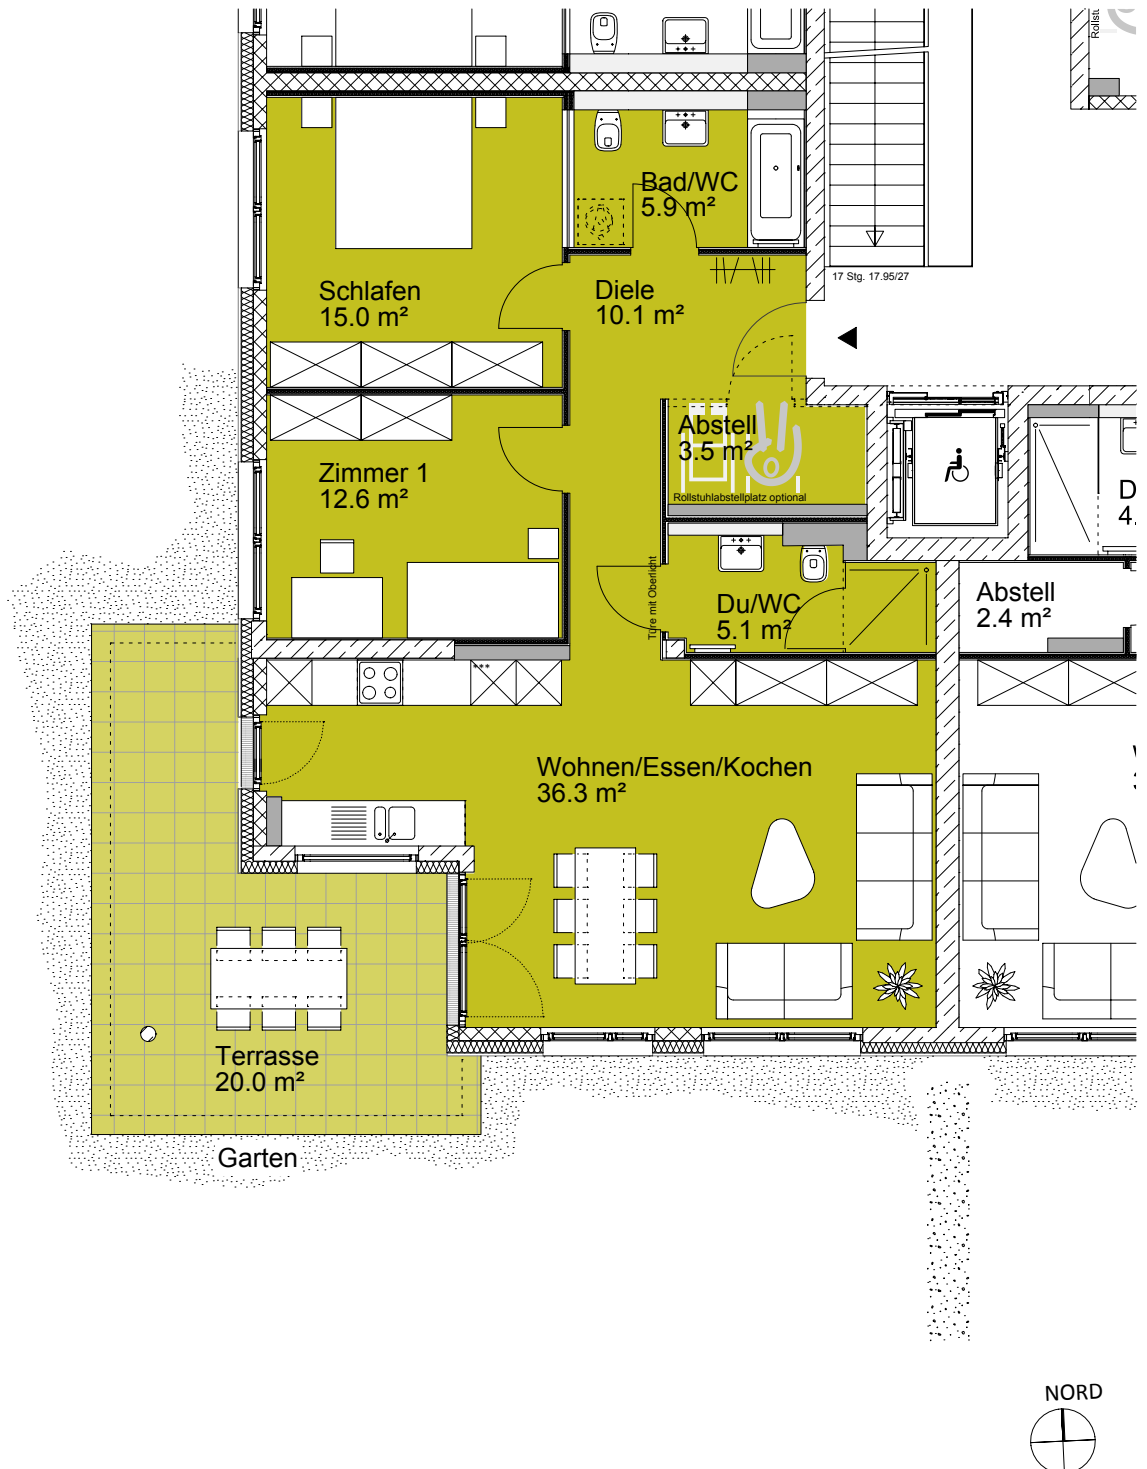 Rollstu
Bad/WC
5.9 m²
17 Stg. 17.95/27
Schlafen
15.0 m²
Diele
10.1 m²
Abstell
3.5 m²
Rollstuhlabstellplatz optional
Zimmer 1
12.6 m²
D
4.
Türe mit Oberlicht
Du/WC
5.1 m²
Abstell
2.4 m²
***
Wohnen/Essen/Kochen
36.3 m²
Terrasse
20.0 m²
Garten
NORD